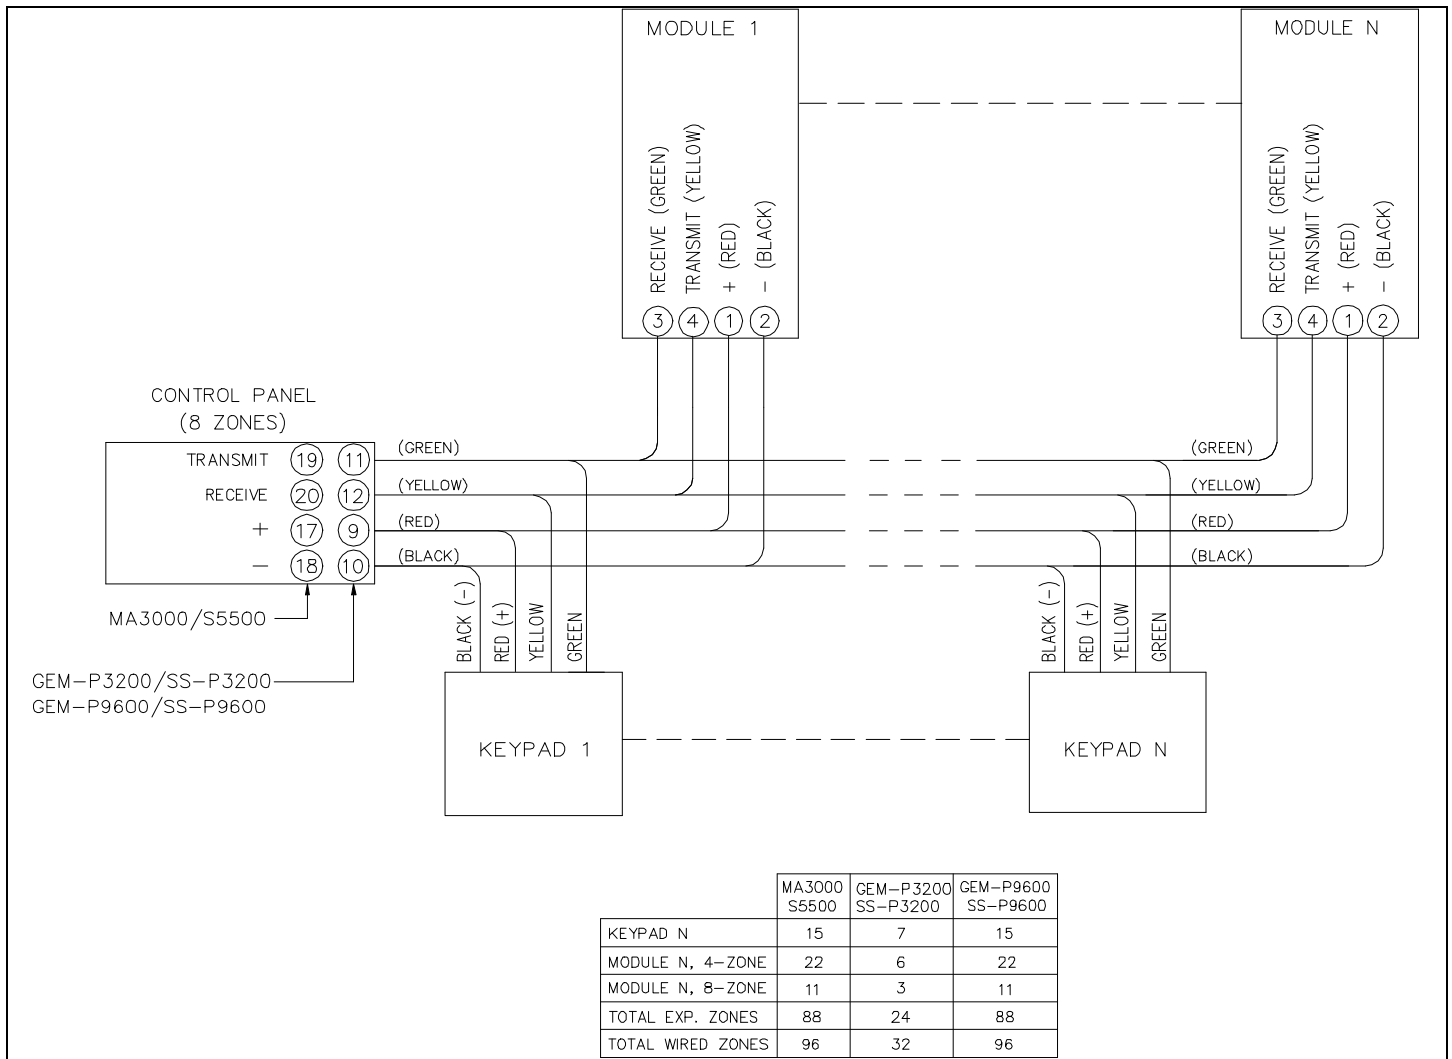 MODULE 1
RECEIVE (GREEN)
TRANSMIT (YELLOW)
+ (RED)
- (BLACK)
3 4 1 2
MODULE N
RECEIVE (GREEN)
TRANSMIT (YELLOW)
+ (RED)
- (BLACK)
3 4 1 2
CONTROL PANEL
(8 ZONES)
TRANSMIT 19 11 (GREEN) (GREEN)
RECEIVE 20 12 (YELLOW) (YELLOW)
+ 17 9 (RED) (RED)
- 18 10 (BLACK) (BLACK)
MA3000/S5500
GEM-P3200/SS-P3200
GEM-P9600/SS-P9600
BLACK (-)
RED (+)
YELLOW
GREEN
KEYPAD 1
BLACK (-)
RED (+)
YELLOW
GREEN
KEYPAD N
MA3000 GEM-P3200 GEM-P9600
S5500 SS-P3200 SS-P9600
KEYPAD N 15 7 15
MODULE N, 4-ZONE 22 6 22
MODULE N, 8-ZONE 11 3 11
TOTAL EXP. ZONES 88 24 88
TOTAL WIRED ZONES 96 32 96